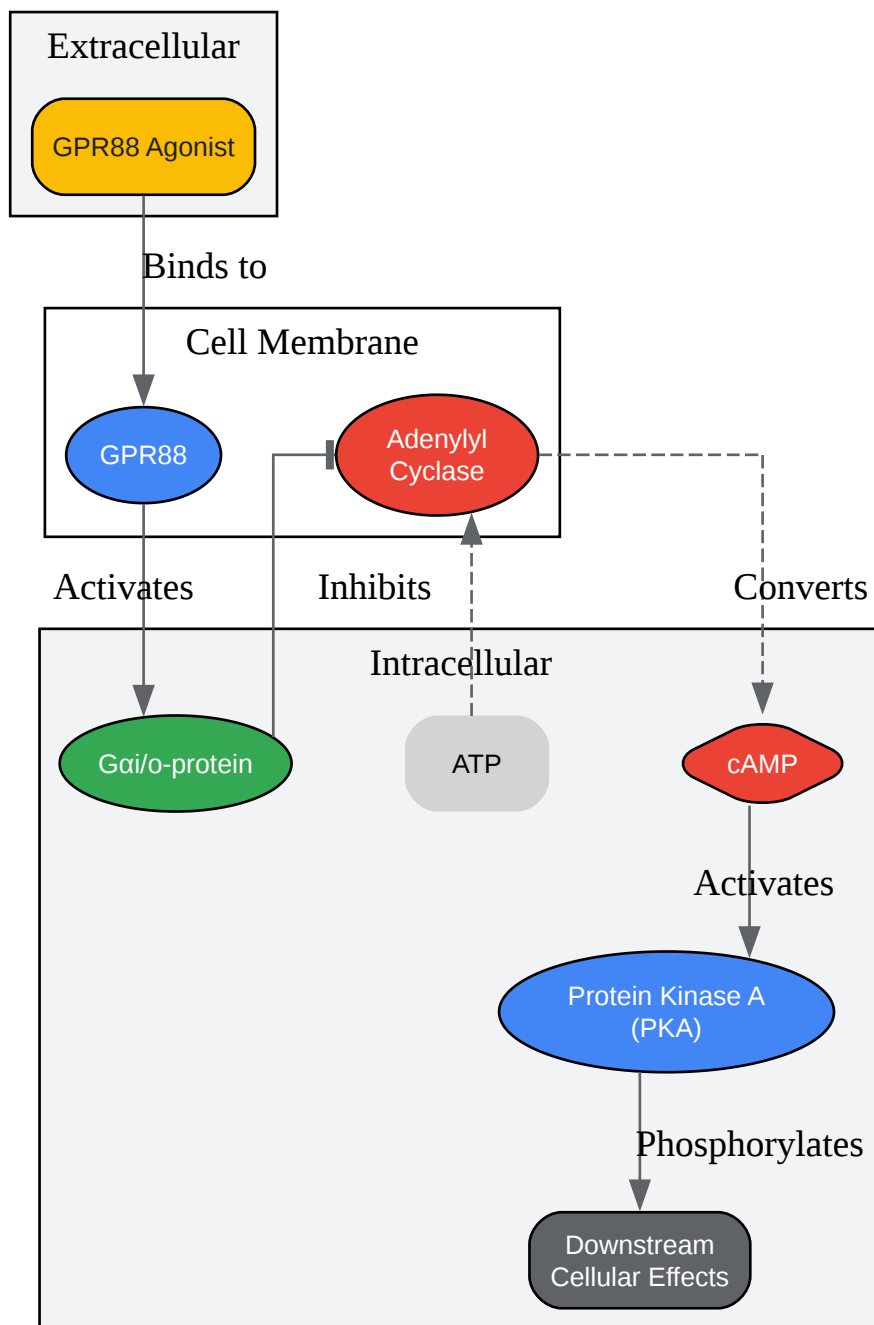 Extracellular
GPR88 Agonist
Binds to
Cell Membrane
GPR88
Adenylyl
Cyclase
Activates
Inhibits
Converts
Intracellular
Gαi/o-protein
ATP
cAMP
Activates
Protein Kinase A
(PKA)
Phosphorylates
Downstream
Cellular Effects